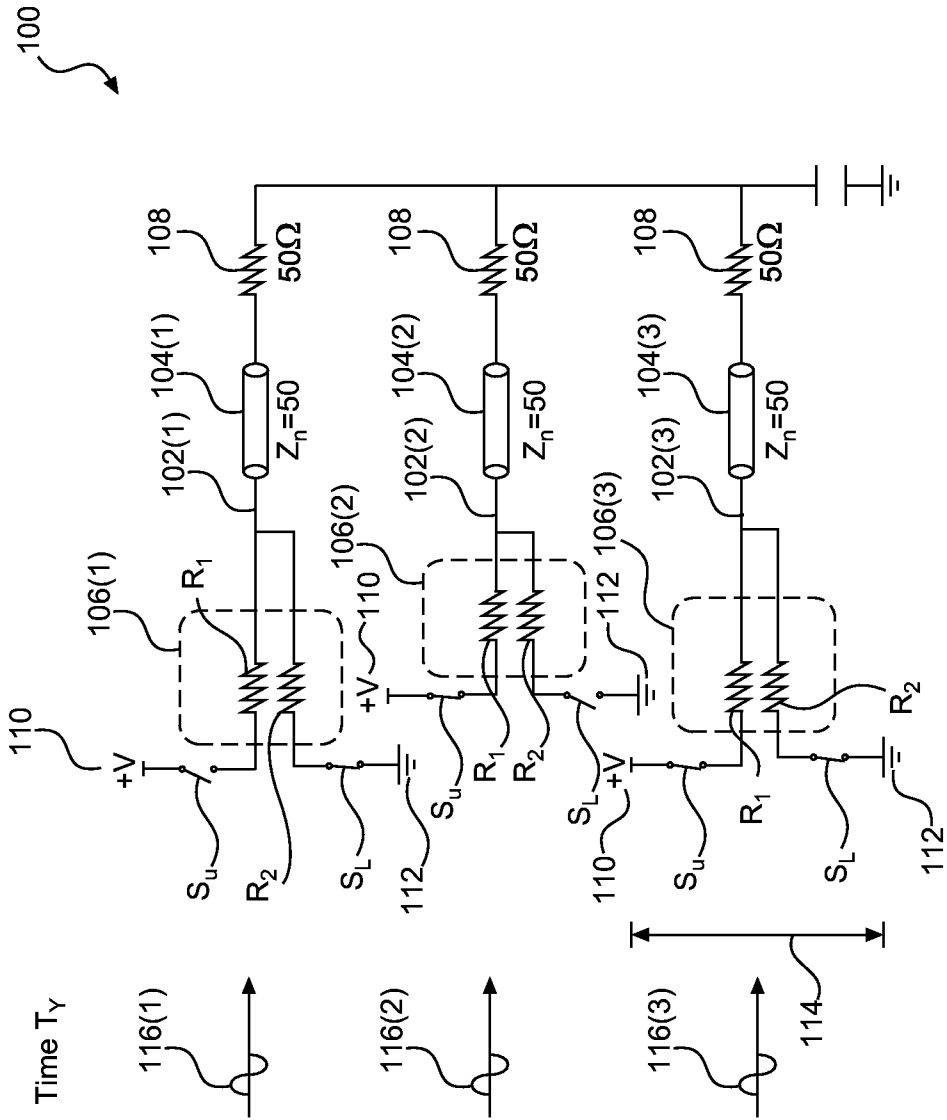 100
Time T_Y
116(1)
110
+V
S_u
R_2
S_L
112
106(1)
R_1
102(1)
104(1)
Z_n=50
108
50Ω
116(2)
110
+V
S_u
R_1
R_2
S_L
112
106(2)
102(2)
104(2)
Z_n=50
108
50Ω
116(3)
114
110
+V
S_u
R_1
S_L
112
R_2
106(3)
102(3)
104(3)
Z_n=50
108
50Ω